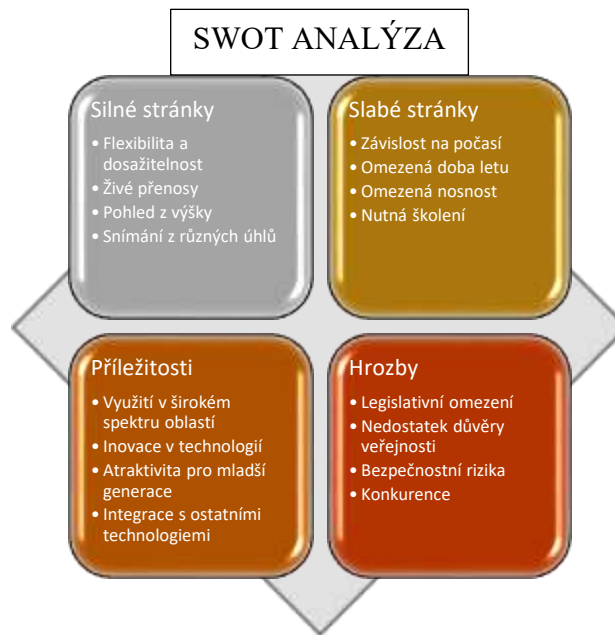 SWOT ANALÝZA
Silné stránky
• Flexibilita a
dosažitelnost
• Živé přenosy
• Pohled z výšky
• Snímání z různých úhlů
Slabé stránky
• Závislost na počasí
• Omezená doba letu
• Omezená nosnost
• Nutná školení
Příležitosti
• Využití v širokém
spektru oblastí
• Inovace v technologií
• Atraktivita pro mladší
generace
• Integrace s ostatními
technologiemi
Hrozby
• Legislativní omezení
• Nedostatek důvěry
veřejnosti
• Bezpečnostní rizika
• Konkurence